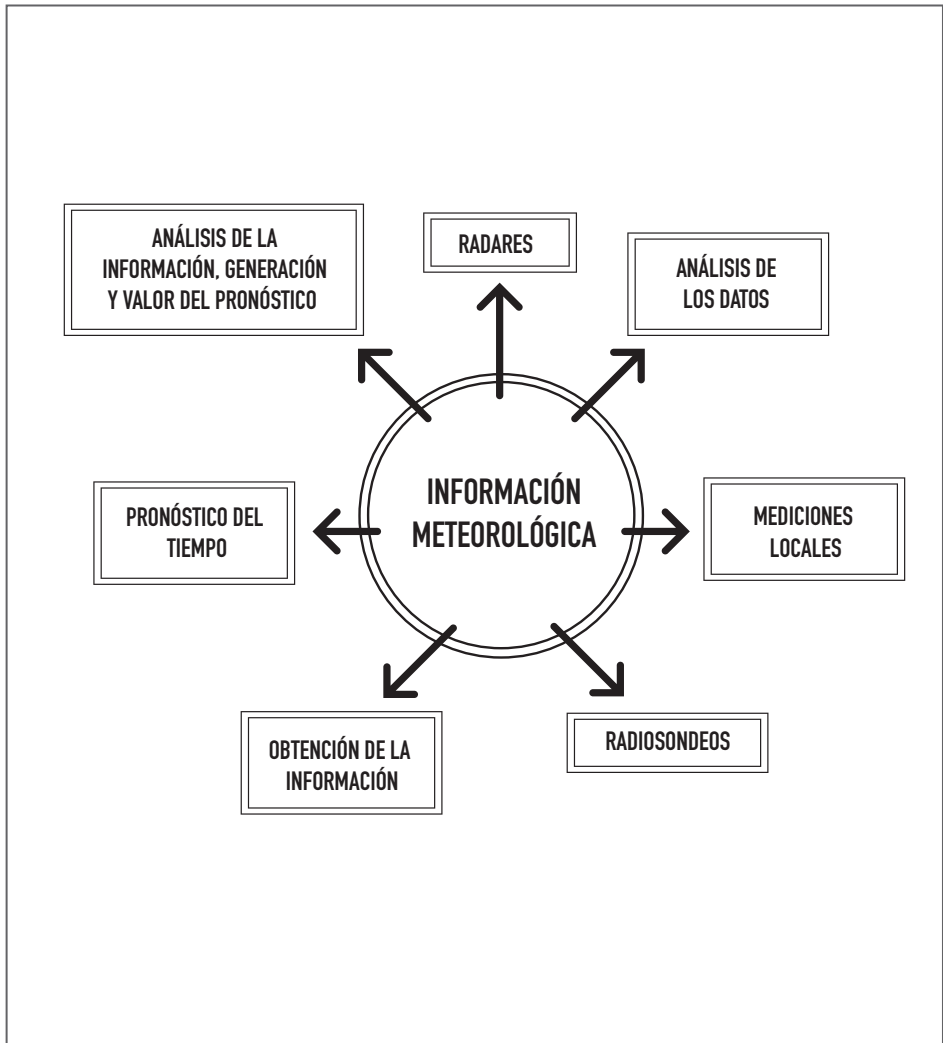 ANÁLISIS DE LA
INFORMACIÓN, GENERACIÓN
Y VALOR DEL PRONÓSTICO
RADARES
ANÁLISIS DE
LOS DATOS
PRONÓSTICO DEL
TIEMPO
INFORMACIÓN
METEOROLÓGICA
MEDICIONES
LOCALES
OBTENCIÓN DE LA
INFORMACIÓN
RADIOSONDEOS